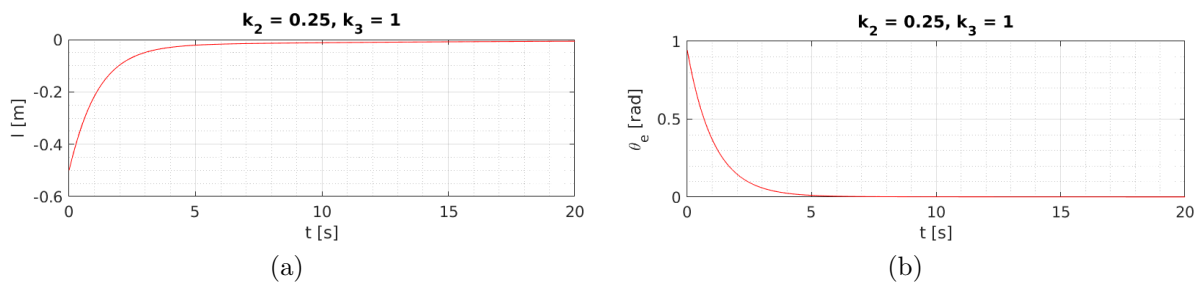 k2 = 0.25, k3 = 1
0
-0.2
-0.4
-0.6
l [m]
0 5 10 15 20
t [s]
(a)
k2 = 0.25, k3 = 1
1
0.5
0
θe [rad]
0 5 10 15 20
t [s]
(b)